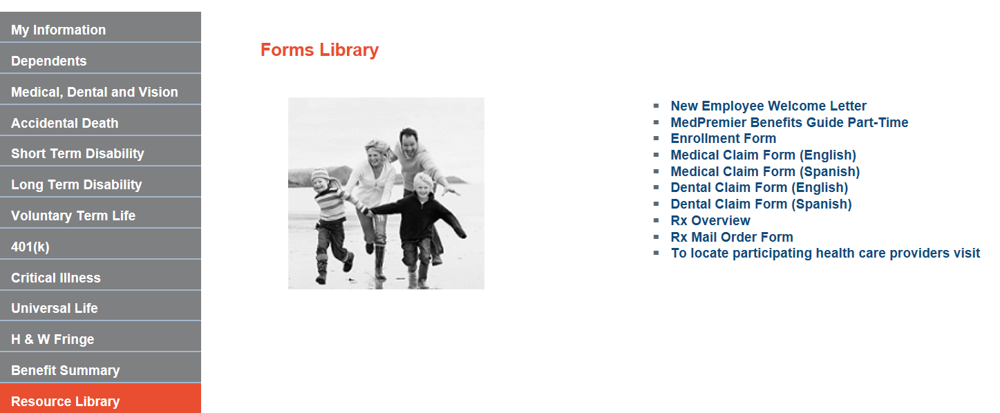 My Information
Dependents
Medical, Dental and Vision
Accidental Death
Short Term Disability
Long Term Disability
Voluntary Term Life
401(k)
Critical Illness
Universal Life
H & W Fringe
Benefit Summary
Resource Library
Forms Library
New Employee Welcome Letter
MedPremier Benefits Guide Part-Time
Enrollment Form
Medical Claim Form (English)
Medical Claim Form (Spanish)
Dental Claim Form (English)
Dental Claim Form (Spanish)
Rx Overview
Rx Mail Order Form
To locate participating health care providers visit